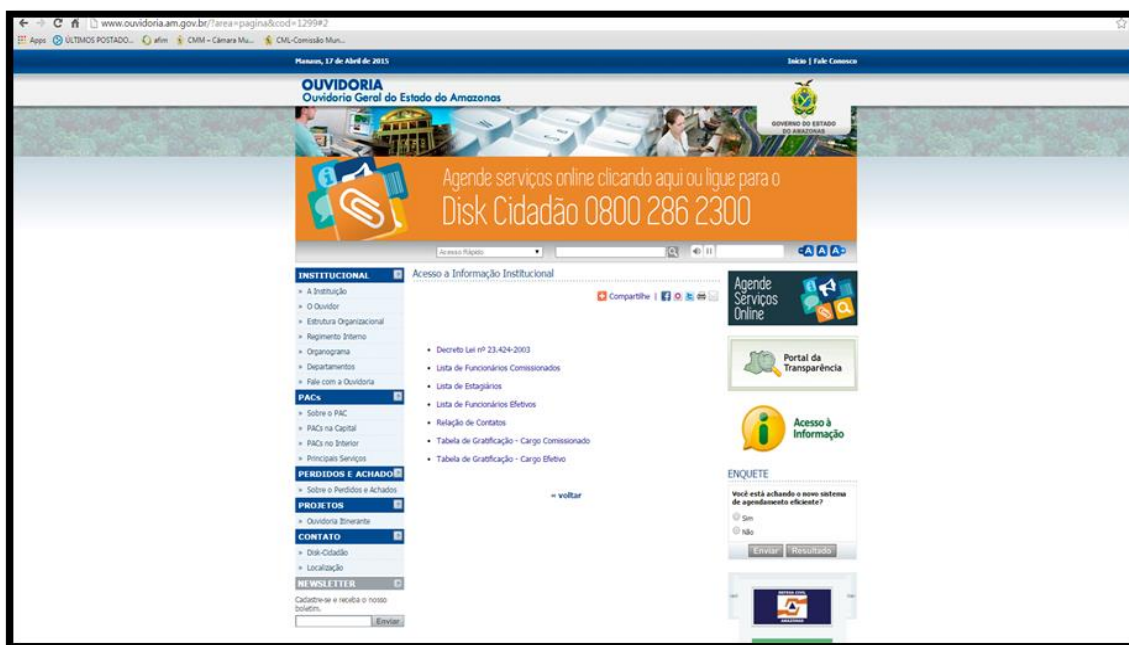 www.ouvidoria.am.gov.br/?area=pagina&cod=1299#2
Apps ÚLTIMOS POSTADO... afim CMM – Câmara Mu... CML-Comissão Mun...
Manaus, 17 de Abril de 2015
Início | Fale Conosco
OUVIDORIA
Ouvidoria Geral do Estado do Amazonas
GOVERNO DO ESTADO
DO AMAZONAS
Agende serviços online clicando aqui ou ligue para o
Disk Cidadão 0800 286 2300
Acesso Rápido
A A A
INSTITUCIONAL
» A Instituição
» O Ouvidor
» Estrutura Organizacional
» Regimento Interno
» Organograma
» Departamentos
» Fale com a Ouvidoria
PACs
» Sobre o PAC
» PACs na Capital
» PACs no Interior
» Principais Serviços
PERDIDOS E ACHADO
» Sobre o Perdidos e Achados
PROJETOS
» Ouvidoria Itinerante
CONTATO
» Disk-Cidadão
» Localização
NEWSLETTER
Cadastre-se e receba o nosso
boletim.
Enviar
Acesso a Informação Institucional
Compartilhe |
• Decreto Lei nº 23.424-2003
• Lista de Funcionários Comissionados
• Lista de Estagiários
• Lista de Funcionários Efetivos
• Relação de Contatos
• Tabela de Gratificação - Cargo Comissionado
• Tabela de Gratificação - Cargo Efetivo
« voltar
Agende
Serviços
Online
Portal da
Transparência
Acesso à
Informação
ENQUETE
Você está achando o novo sistema
de agendamento eficiente?
Sim
Não
Enviar Resultado
DEFESA CIVIL
AMAZONAS